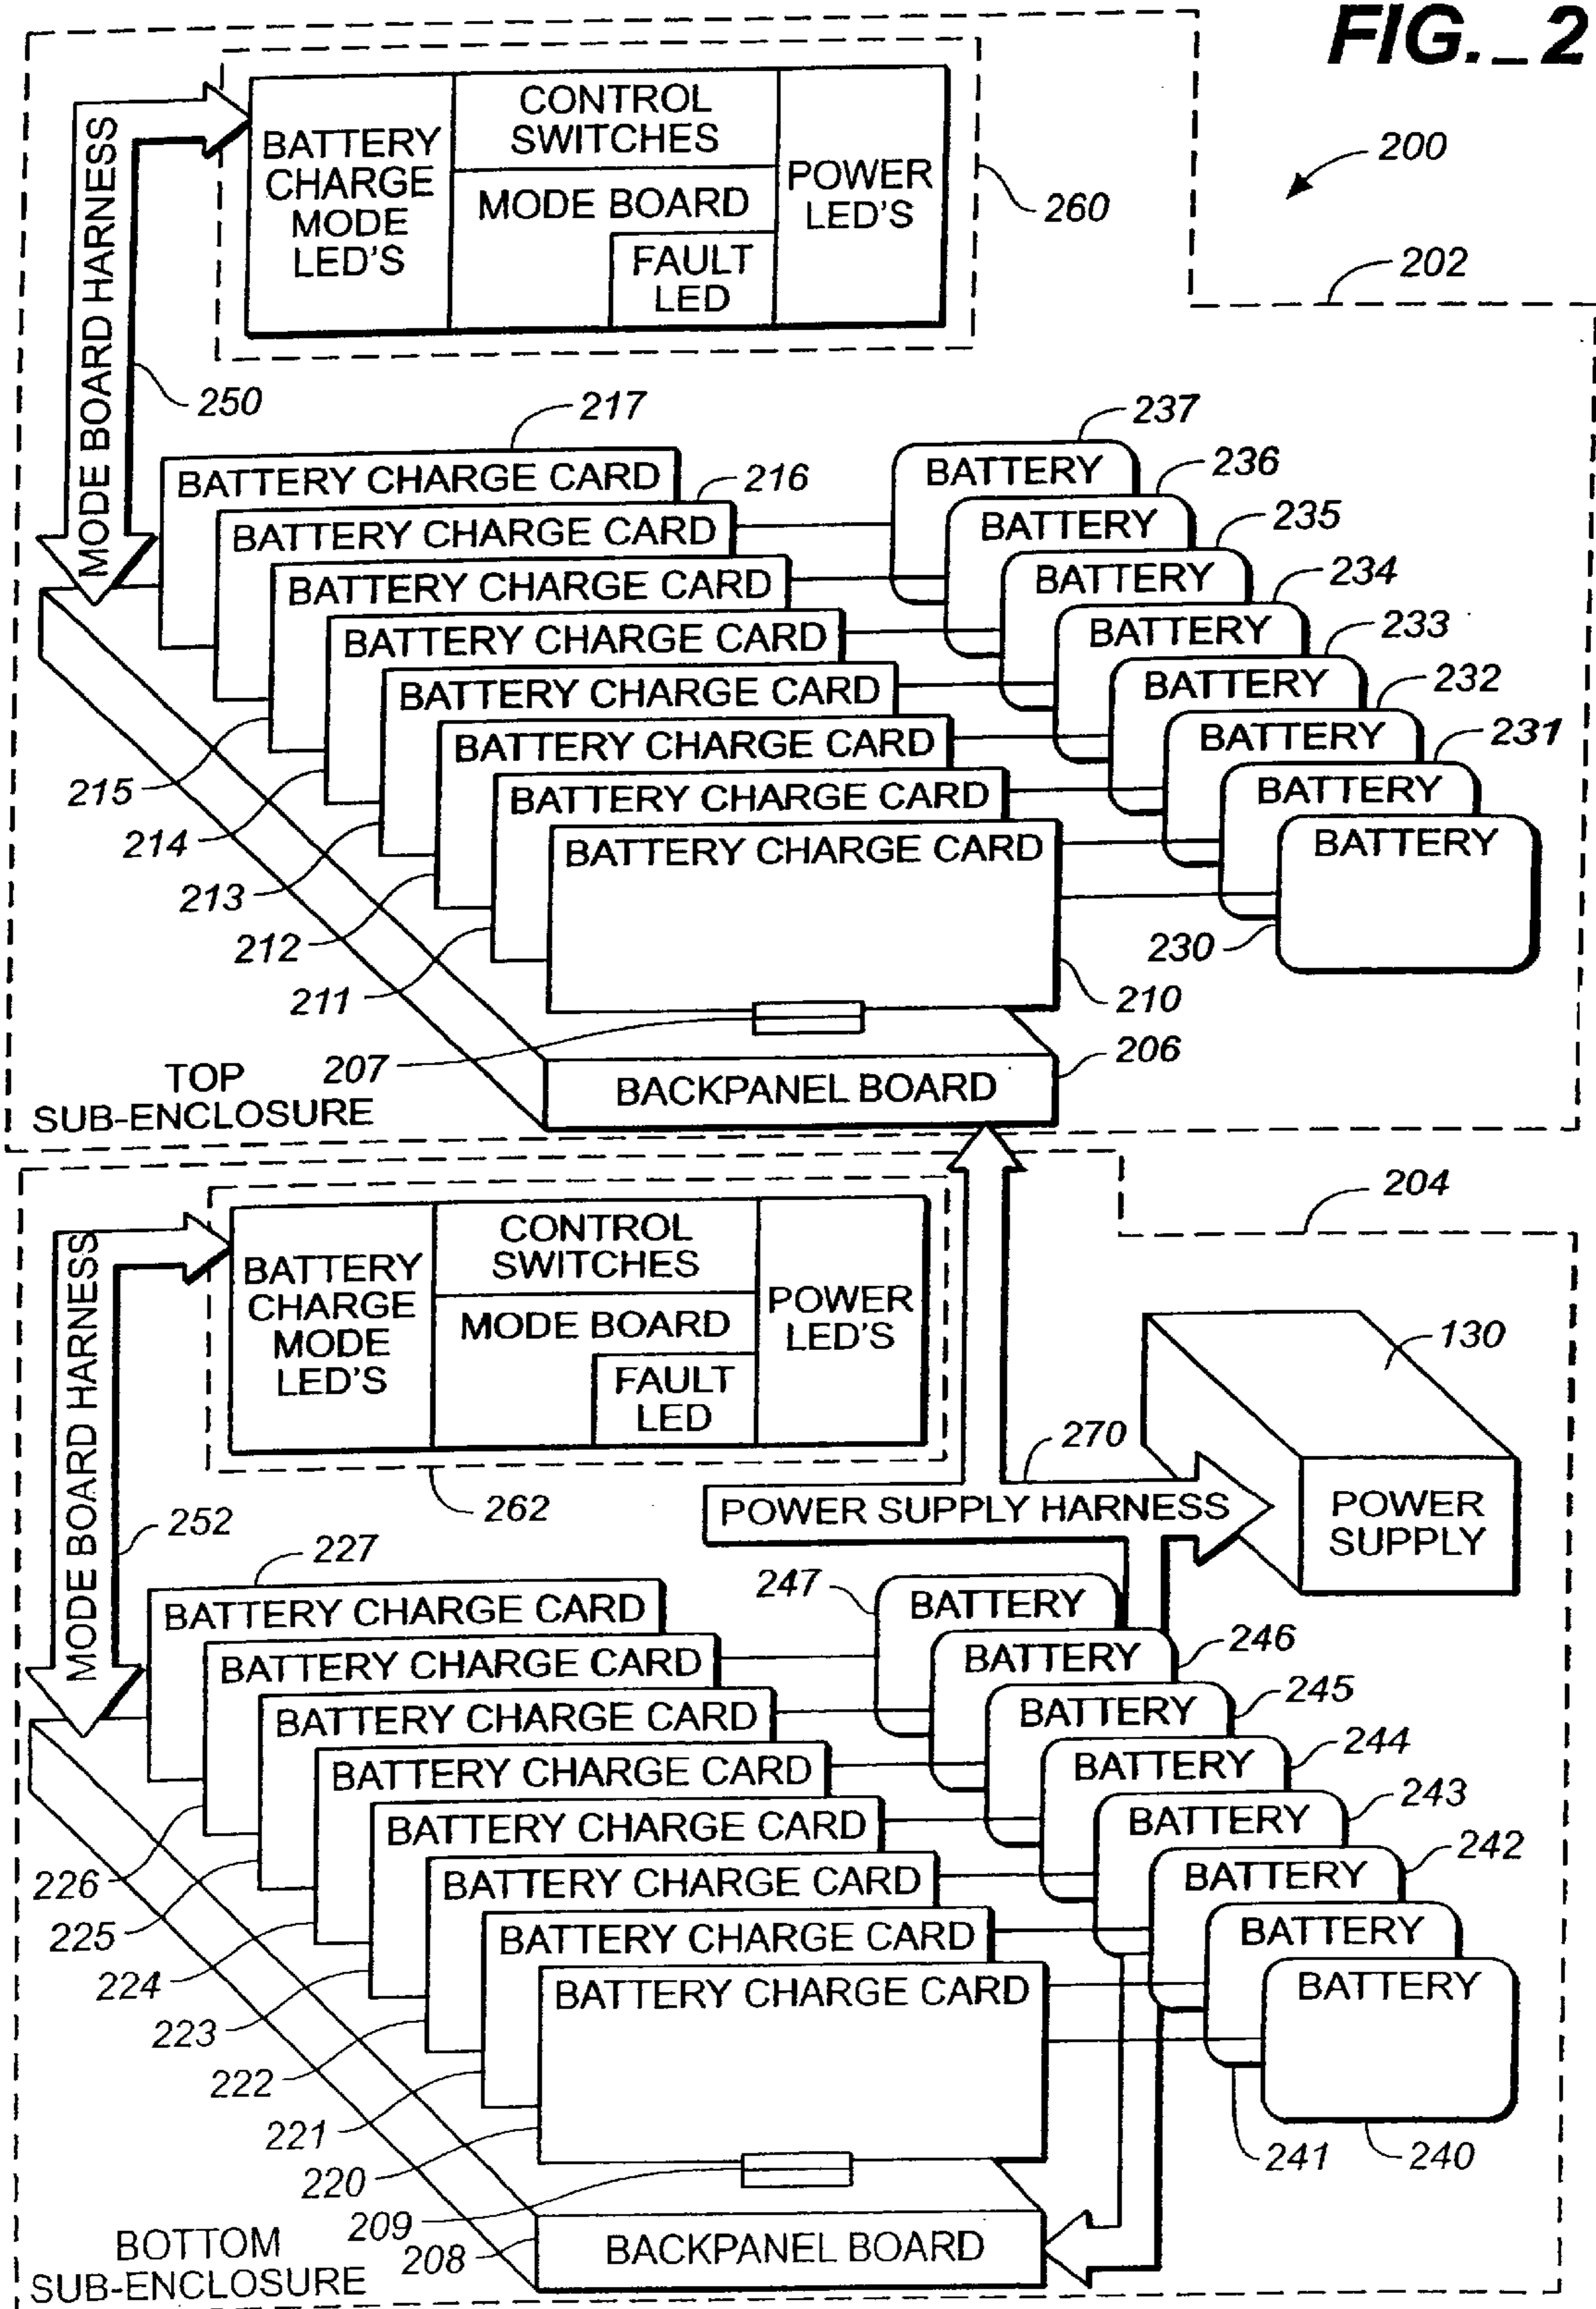 FIG._2
200
202
CONTROL
SWITCHES
BATTERY
CHARGE
MODE
LED'S
MODE BOARD
FAULT
LED
POWER
LED'S
260
MODE BOARD HARNESS
250
217
BATTERY CHARGE CARD
216
BATTERY CHARGE CARD
BATTERY CHARGE CARD
BATTERY CHARGE CARD
BATTERY CHARGE CARD
BATTERY CHARGE CARD
BATTERY CHARGE CARD
BATTERY CHARGE CARD
237
BATTERY
236
BATTERY
235
BATTERY
234
BATTERY
233
BATTERY
232
BATTERY
231
BATTERY
BATTERY
230
215
214
213
212
211
210
207
206
BACKPANEL BOARD
TOP
SUB-ENCLOSURE
204
CONTROL
SWITCHES
BATTERY
CHARGE
MODE
LED'S
MODE BOARD
FAULT
LED
POWER
LED'S
262
MODE BOARD HARNESS
252
130
270
POWER SUPPLY HARNESS
POWER
SUPPLY
227
BATTERY CHARGE CARD
BATTERY CHARGE CARD
BATTERY CHARGE CARD
BATTERY CHARGE CARD
BATTERY CHARGE CARD
BATTERY CHARGE CARD
BATTERY CHARGE CARD
BATTERY CHARGE CARD
247
BATTERY
246
BATTERY
245
BATTERY
244
BATTERY
243
BATTERY
242
BATTERY
BATTERY
BATTERY
241
240
226
225
224
223
222
221
220
209
208
BACKPANEL BOARD
BOTTOM
SUB-ENCLOSURE